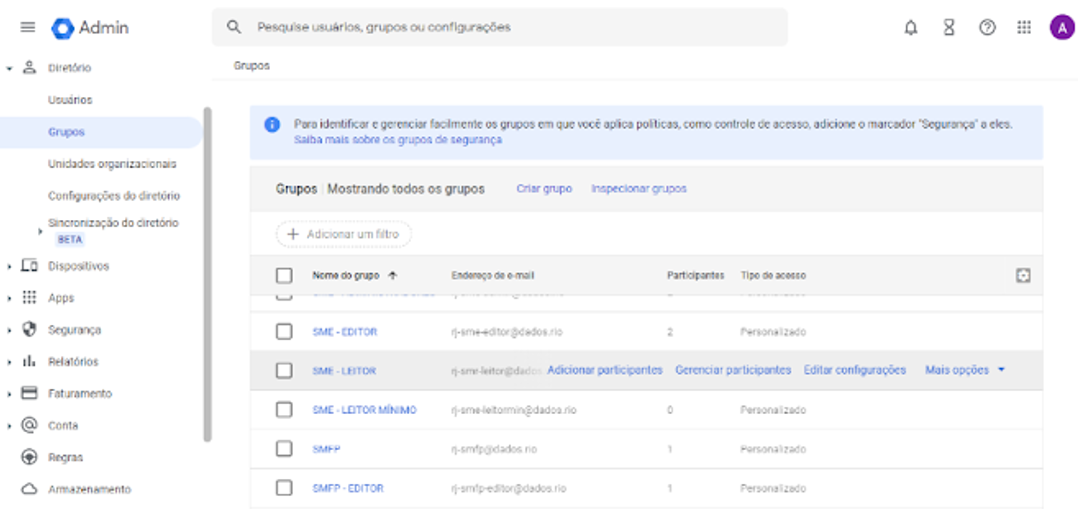 Admin
Pesquise usuários, grupos ou configurações
A
Diretório
Usuários
Grupos
Unidades organizacionais
Configurações do diretório
Sincronização do diretório
BETA
Dispositivos
Apps
Segurança
Relatórios
Faturamento
Conta
Regras
Armazenamento
Grupos
Para identificar e gerenciar facilmente os grupos em que você aplica políticas, como controle de acesso, adicione o marcador "Segurança" a eles.
Saiba mais sobre os grupos de segurança
Grupos | Mostrando todos os grupos Criar grupo Inspecionar grupos
+ Adicionar um filtro
Nome do grupo ↑ Endereço de e-mail Participantes Tipo de acesso
SME - EDITOR rj-sme-editor@dados.rio 2 Personalizado
SME - LEITOR rj-smr-leitor@dados. Adicionar participantes Gerenciar participantes Editar configurações Mais opções
SME - LEITOR MÍNIMO rj-sme-leitormin@dados.rio 0 Personalizado
SMFP rj-smfp@dados.rio 1 Personalizado
SMFP - EDITOR rj-smfp-editor@dados.rio 1 Personalizado